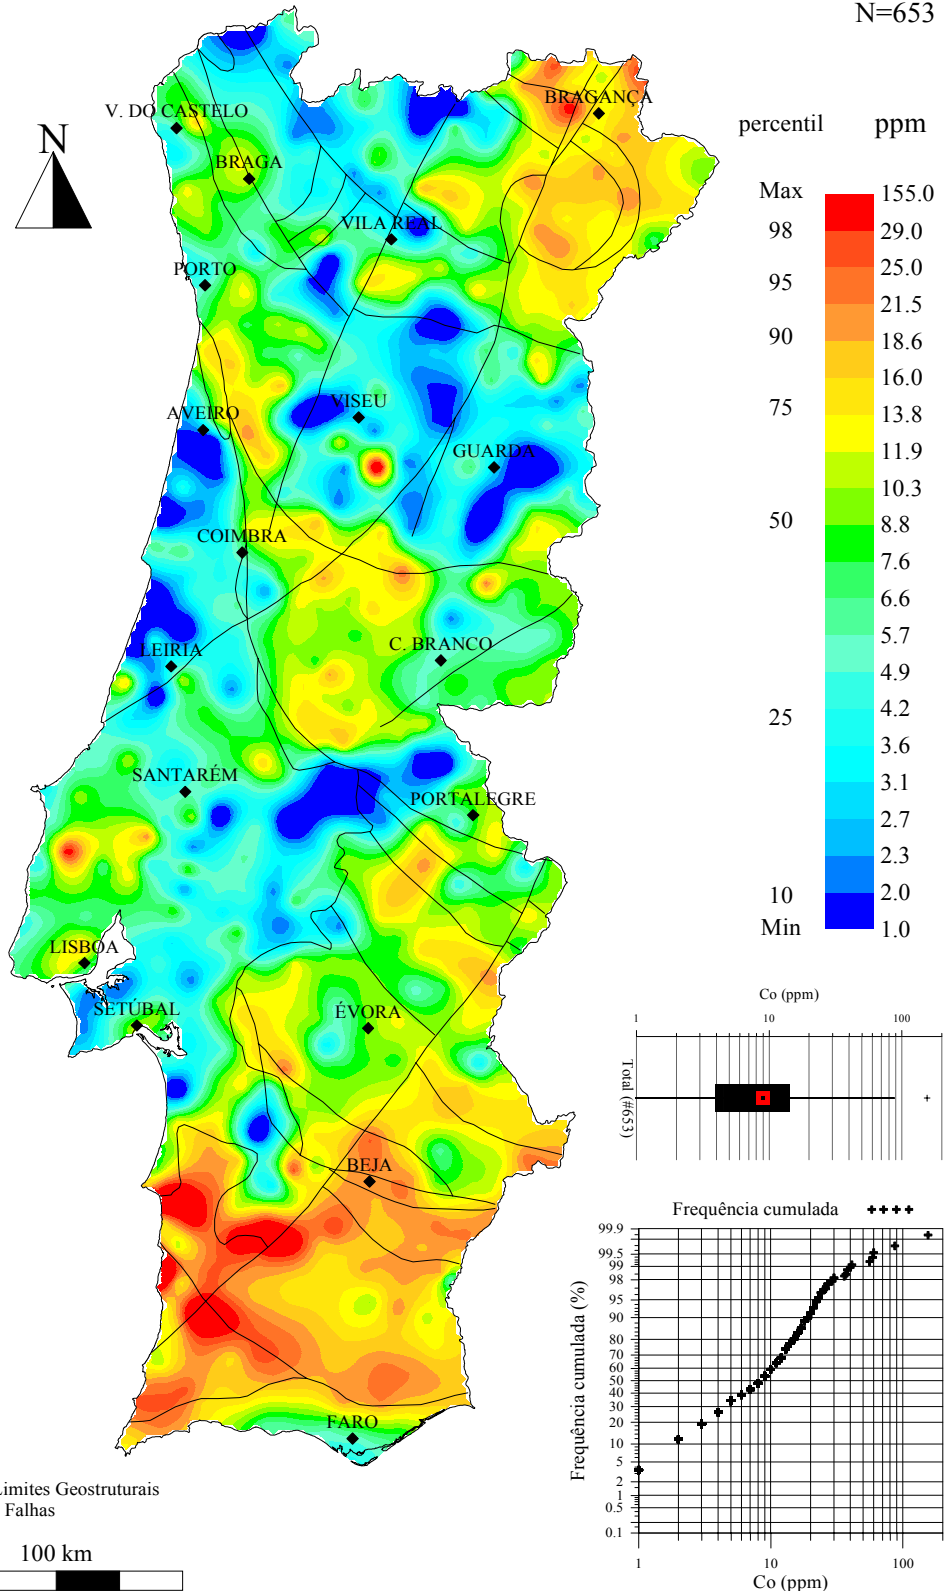 N=653
N
V. DO CASTELO
BRAGANÇA
BRAGA
VILA REAL
PORTO
AVEIRO
VISEU
GUARDA
COIMBRA
LEIRIA
C. BRANCO
SANTARÉM
PORTALEGRE
LISBOA
SETÚBAL
ÉVORA
BEJA
FARO
percentil ppm
Max 155.0
98 29.0
25.0
95 21.5
90 18.6
16.0
75 13.8
11.9
10.3
50 8.8
7.6
6.6
5.7
4.9
25 4.2
3.6
3.1
2.7
2.3
10 2.0
Min 1.0
Co (ppm)
1 10 100
Total (#653)
Frequência cumulada
Frequência cumulada (%)
99.9
99.5
99
98
95
90
80
70
60
50
40
30
20
10
5
2
1
0.5
0.1
1 10 100
Co (ppm)
Limites Geostruturais
Falhas
100 km